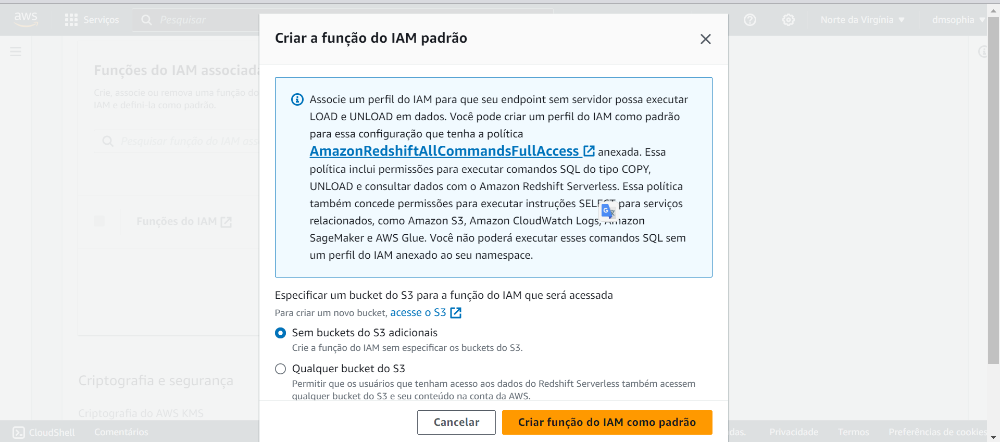 aws
Serviços
Pesquisar
Norte da Virgínia
dmsophia
Funções do IAM associada
Crie, associe ou remova uma função do
IAM e defini-la como padrão.
Pesquisar função do IAM ass
Funções do IAM
Criptografia e segurança
Criptografia do AWS KMS
Criar a função do IAM padrão
Associe um perfil do IAM para que seu endpoint sem servidor possa executar
LOAD e UNLOAD em dados. Você pode criar um perfil do IAM como padrão
para essa configuração que tenha a política
AmazonRedshiftAllCommandsFullAccess anexada. Essa
política inclui permissões para executar comandos SQL do tipo COPY,
UNLOAD e consultar dados com o Amazon Redshift Serverless. Essa política
também concede permissões para executar instruções SELECT para serviços
relacionados, como Amazon S3, Amazon CloudWatch Logs, Amazon
SageMaker e AWS Glue. Você não poderá executar esses comandos SQL sem
um perfil do IAM anexado ao seu namespace.
Especificar um bucket do S3 para a função do IAM que será acessada
Para criar um novo bucket, acesse o S3
Sem buckets do S3 adicionais
Crie a função do IAM sem especificar os buckets do S3.
Qualquer bucket do S3
Permitir que os usuários que tenham acesso aos dados do Redshift Serverless também acessem
qualquer bucket do S3 e seu conteúdo na conta da AWS.
Cancelar
Criar função do IAM como padrão
CloudShell
Comentários
das.
Privacidade
Termos
Preferências de cookies